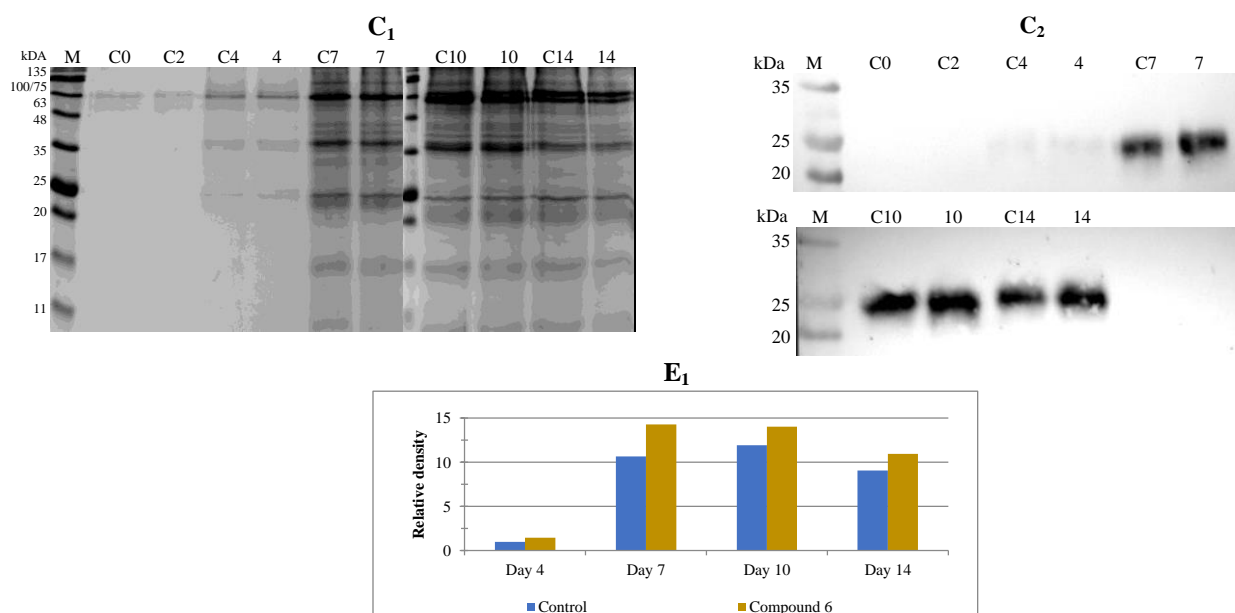 C₁
kDA M C0 C2 C4 4 C7 7 C10 10 C14 14
135
100/75
63
48
35
25
20
17
11
C₂
kDa M C0 C2 C4 4 C7 7
35
25
20
kDa M C10 10 C14 14
35
25
20
E₁
Relative density
15
10
5
0
Day 4 Day 7 Day 10 Day 14
Control Compound 6